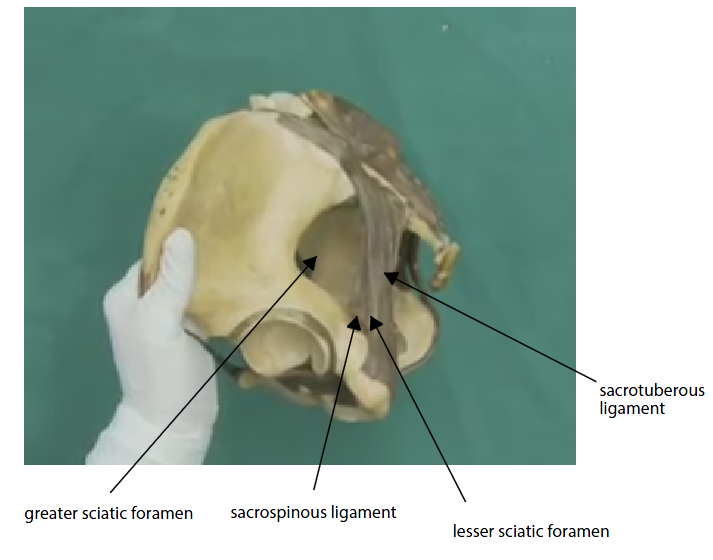 sacrotuberous
ligament
greater sciatic foramen
sacrospinous ligament
lesser sciatic foramen